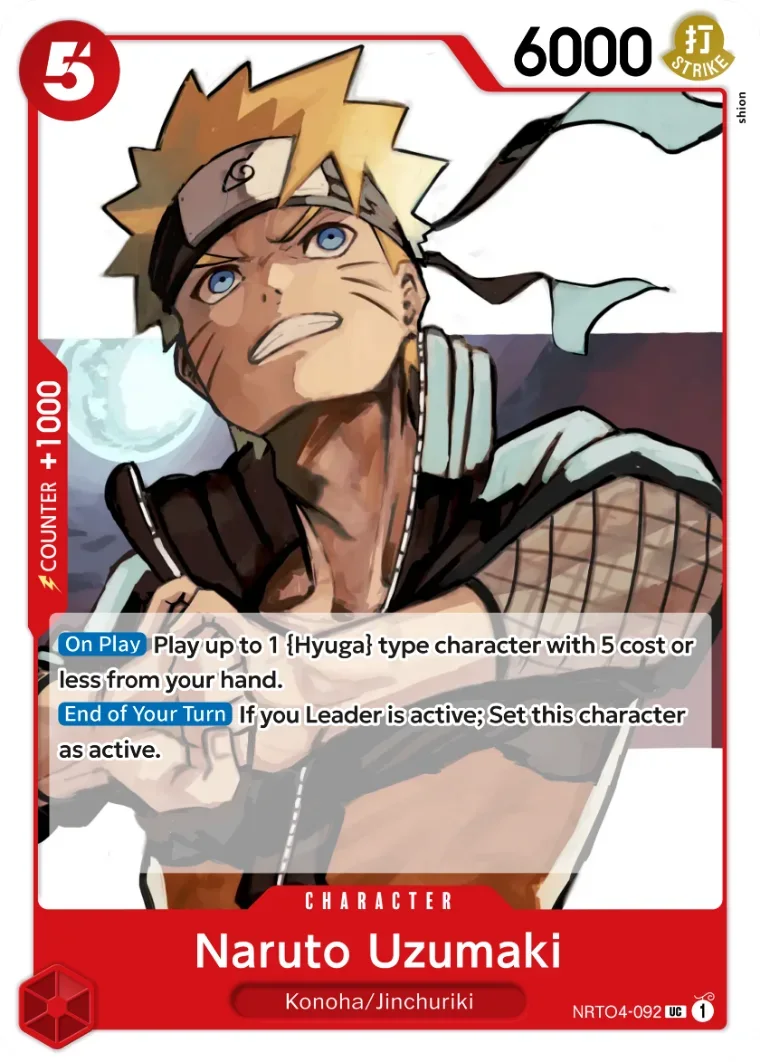 5
6000
打
STRIKE
shion
COUNTER +1000
On Play Play up to 1 {Hyuga} type character with 5 cost or
less from your hand.
End of Your Turn If you Leader is active; Set this character
as active.
CHARACTER
Naruto Uzumaki
Konoha/Jinchuriki
NRTO4-092 UC 1